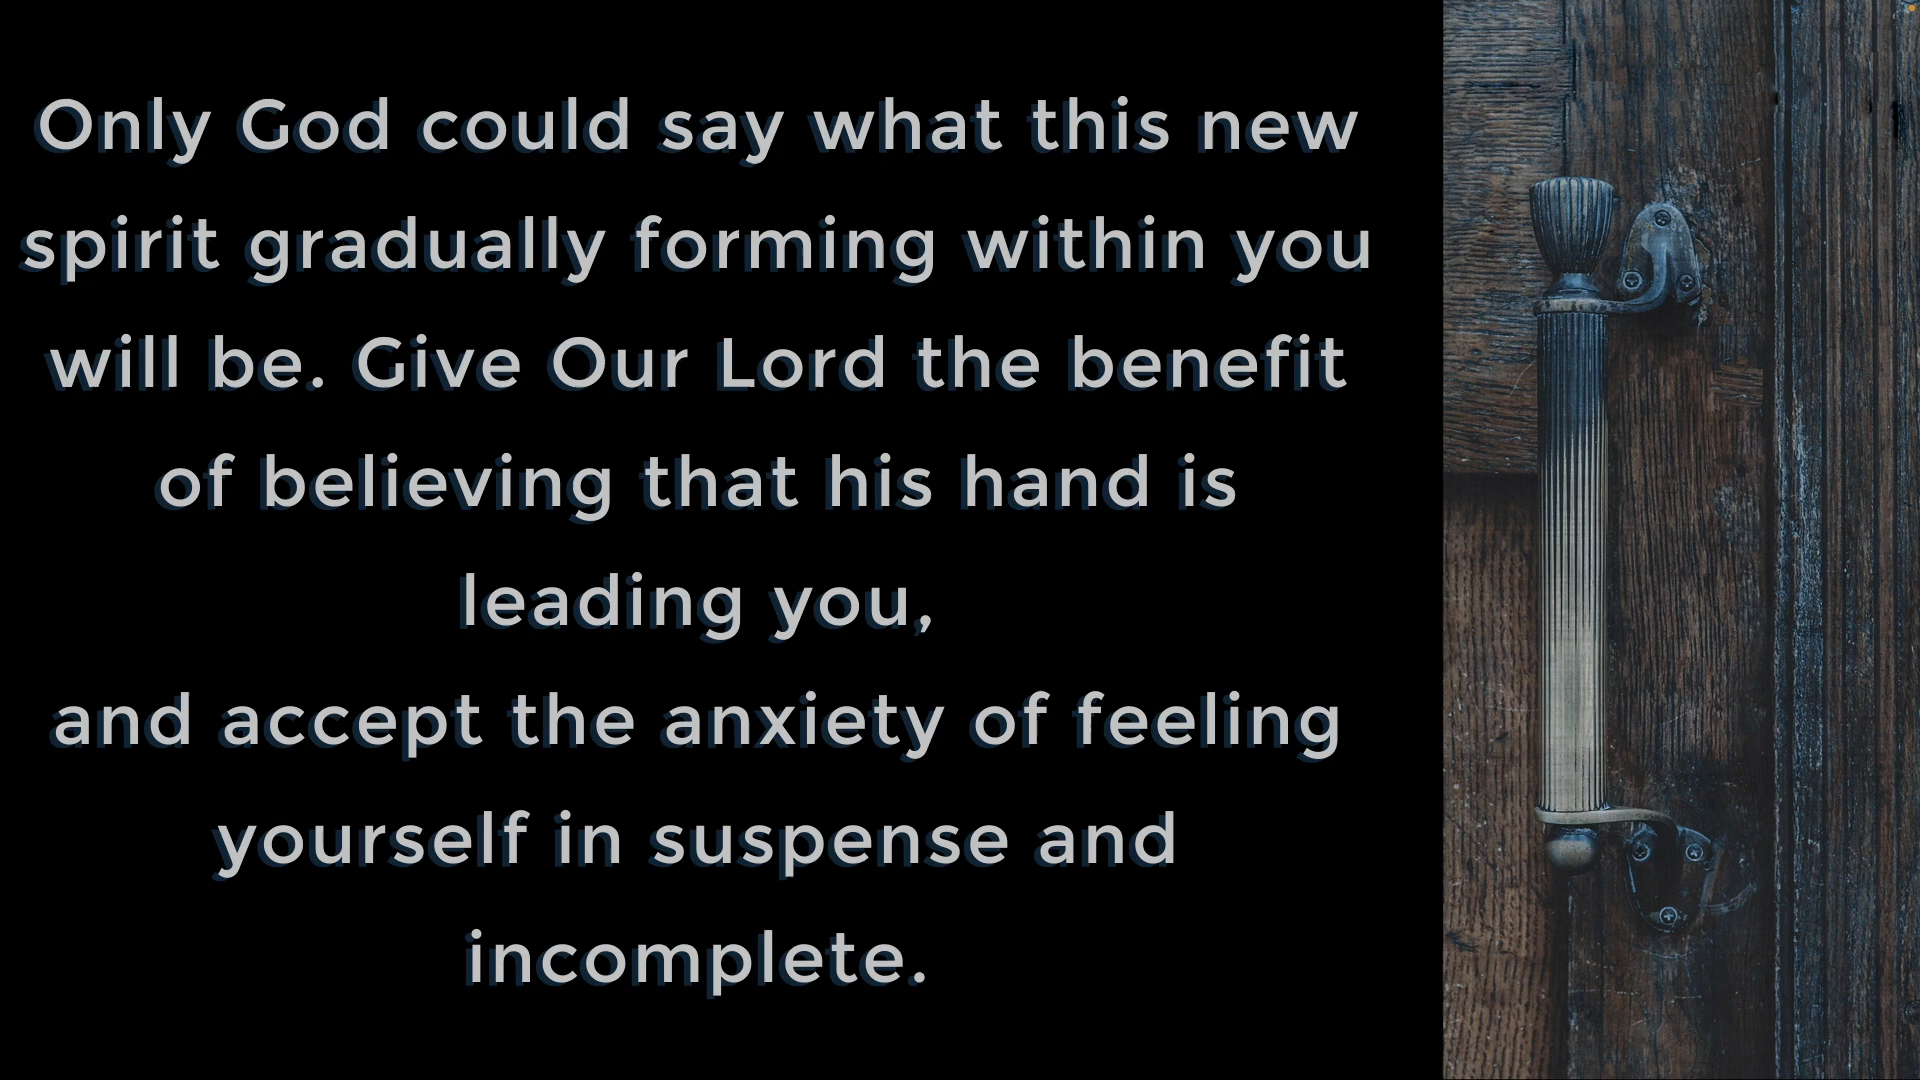 Only God could say what this new
spirit gradually forming within you
will be. Give Our Lord the benefit
of believing that his hand is
leading you,
and accept the anxiety of feeling
yourself in suspense and
incomplete.